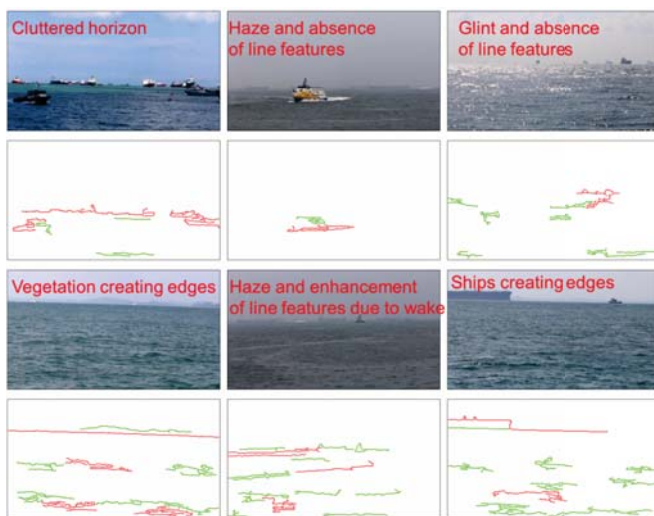 Cluttered horizon
Haze and absence
of line features
Glint and absence
of line features
Vegetation creating edges
Haze and enhancement
of line features due to wake
Ships creating edges